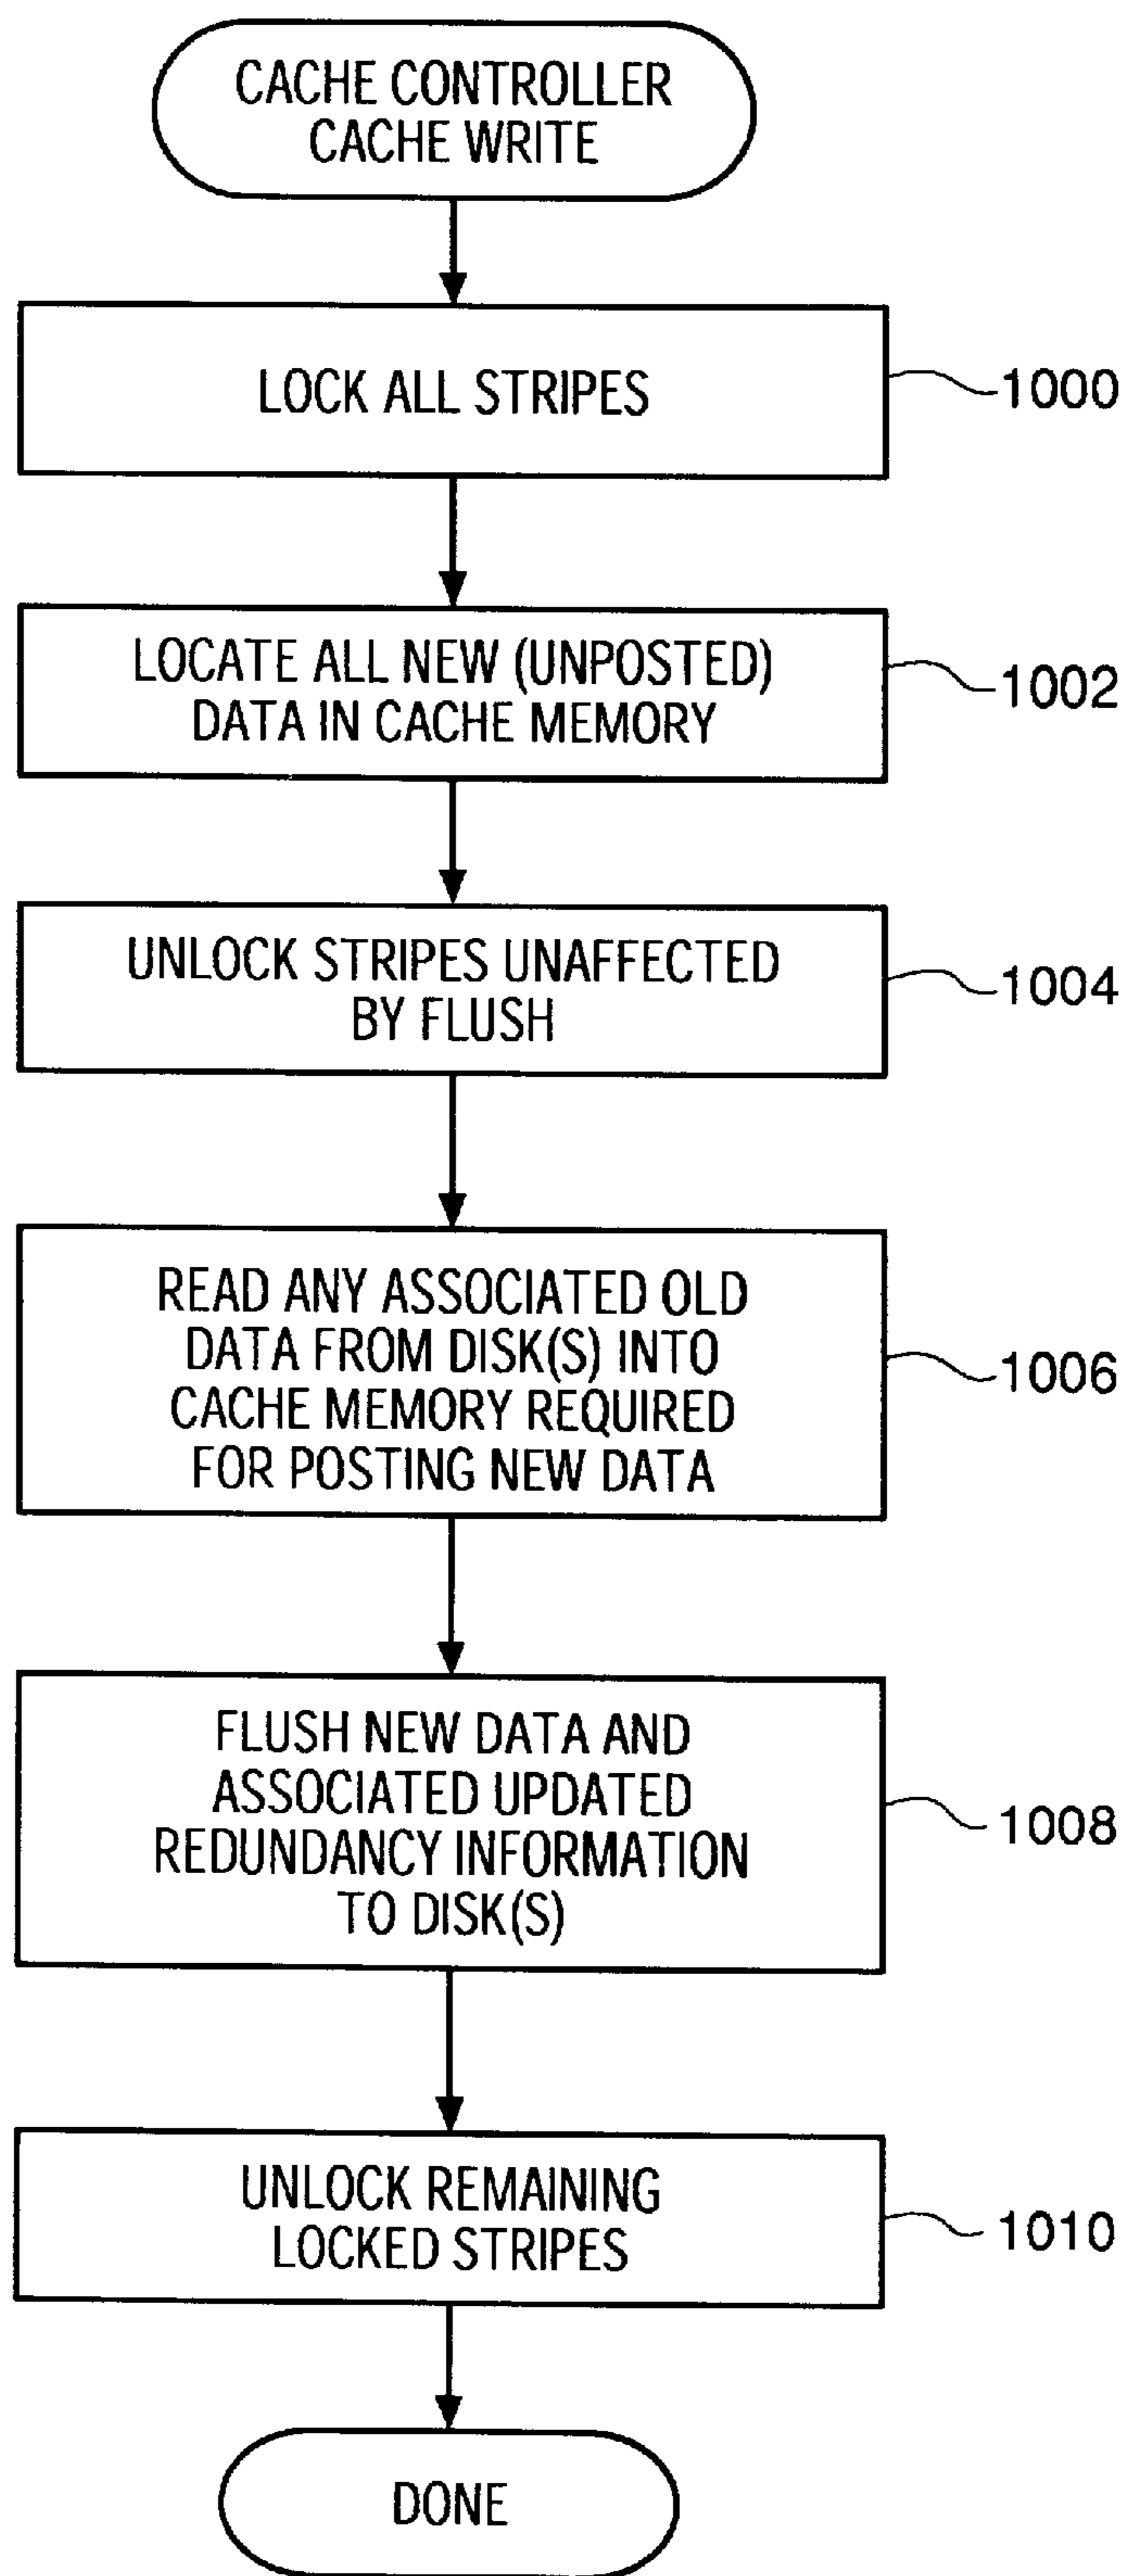 CACHE CONTROLLER
CACHE WRITE
LOCK ALL STRIPES
1000
LOCATE ALL NEW (UNPOSTED)
DATA IN CACHE MEMORY
1002
UNLOCK STRIPES UNAFFECTED
BY FLUSH
1004
READ ANY ASSOCIATED OLD
DATA FROM DISK(S) INTO
CACHE MEMORY REQUIRED
FOR POSTING NEW DATA
1006
FLUSH NEW DATA AND
ASSOCIATED UPDATED
REDUNDANCY INFORMATION
TO DISK(S)
1008
UNLOCK REMAINING
LOCKED STRIPES
1010
DONE